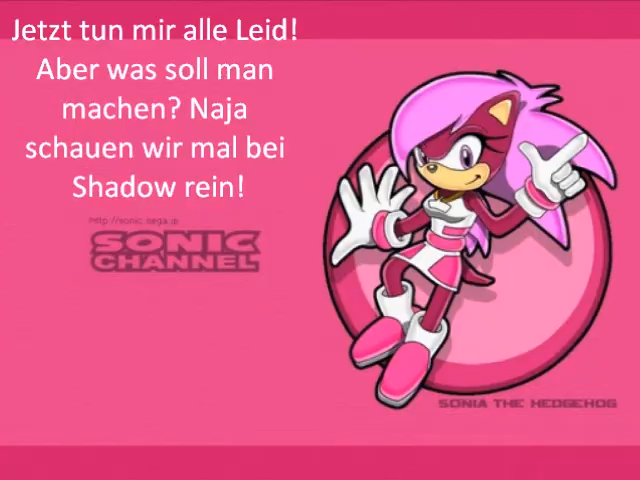 Jetzt tun mir alle Leid!
Aber was soll man
machen? Naja
schauen wir mal bei
Shadow rein!
http://sonic.sega.jp
SONIC
CHANNEL
SONIA THE HEDGEHOG